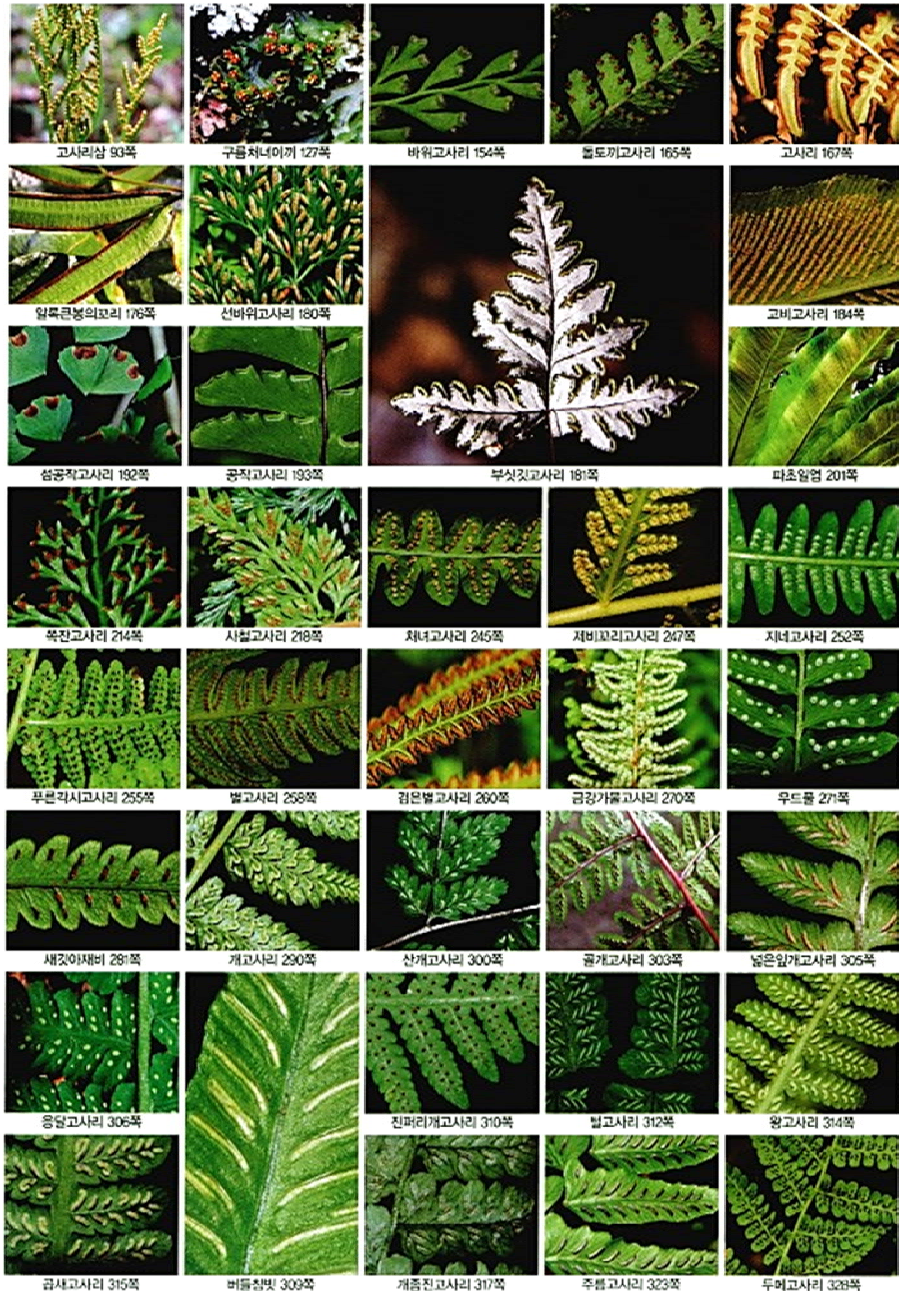 고사리삼 93쪽
구름처녀이끼 127쪽
바위고사리 154쪽
돌토끼고사리 165쪽
고사리 167쪽
알록큰봉의꼬리 176쪽
선바위고사리 180쪽
고비고사리 184쪽
섬공작고사리 192쪽
공작고사리 193쪽
부싯깃고사리 181쪽
파초일엽 201쪽
쪽잔고사리 214쪽
사철고사리 218쪽
처녀고사리 245쪽
제비꼬리고사리 247쪽
지네고사리 252쪽
푸른각시고사리 255쪽
별고사리 258쪽
검은별고사리 260쪽
금강가물고사리 270쪽
우드풀 271쪽
새깃아재비 281쪽
개고사리 290쪽
산개고사리 300쪽
골개고사리 303쪽
넓은잎개고사리 305쪽
응달고사리 306쪽
진퍼리개고사리 310쪽
털고사리 312쪽
왕고사리 314쪽
곱새고사리 315쪽
버들참빗 309쪽
개좀진고사리 317쪽
주름고사리 323쪽
두메고사리 328쪽